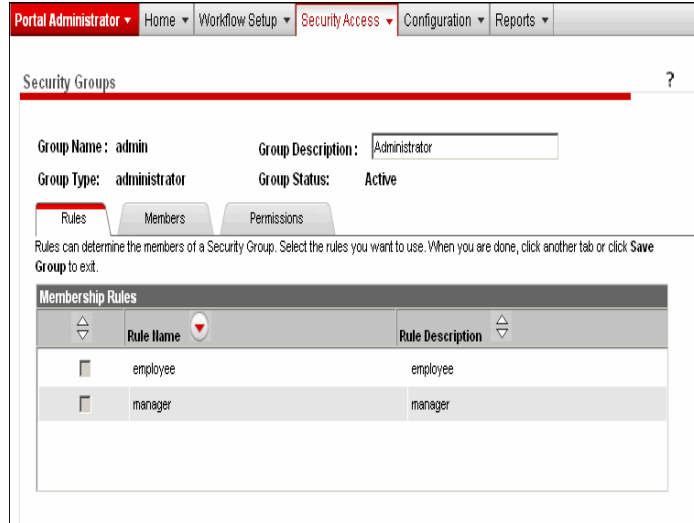 Portal Administrator Home Workflow Setup Security Access Configuration Reports
Security Groups ?
Group Name : admin Group Description : Administrator
Group Type: administrator Group Status: Active
Rules Members Permissions
Rules can determine the members of a Security Group. Select the rules you want to use. When you are done, click another tab or click Save
Group to exit.
Membership Rules
Rule Name Rule Description
employee employee
manager manager